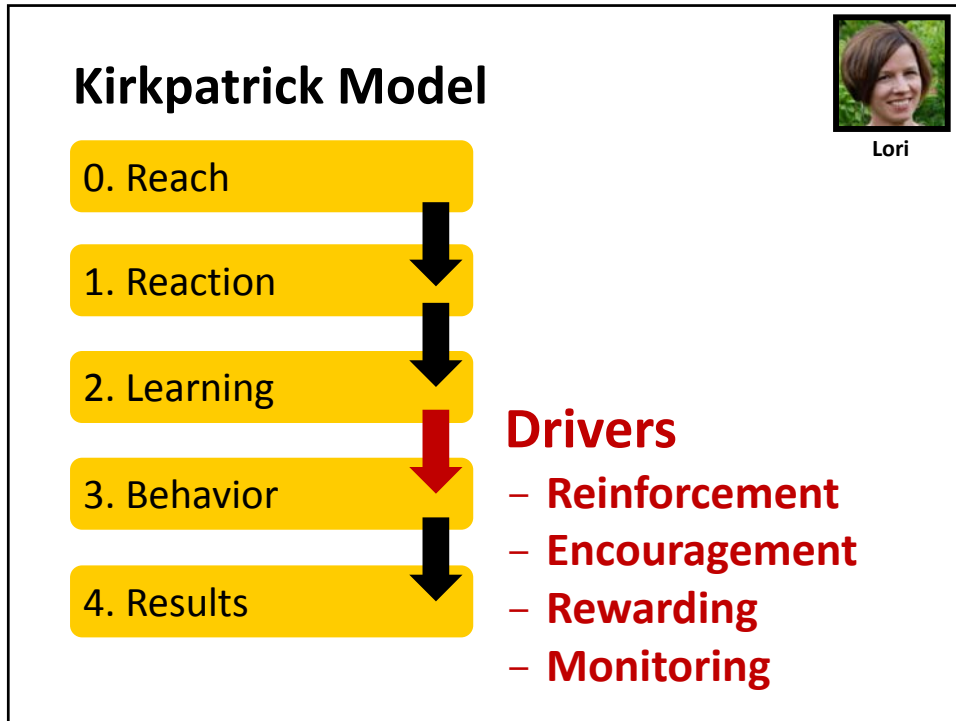 Kirkpatrick Model
Lori
0. Reach
1. Reaction
2. Learning
3. Behavior
4. Results
Drivers
– Reinforcement
– Encouragement
– Rewarding
– Monitoring